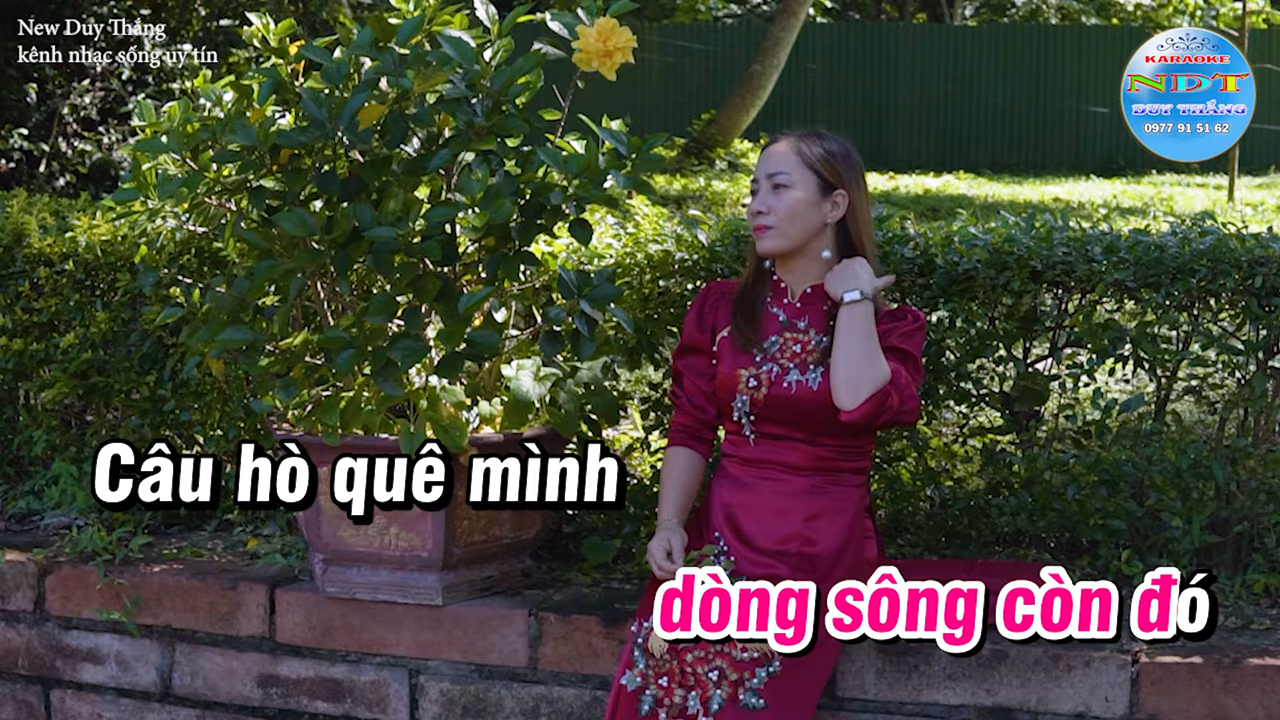 New Duy Thắng
kênh nhạc sống uy tín
KARAOKE
NDT
DUY THẮNG
0977 91 51 62
Câu hò quê mình
dòng sông còn đó